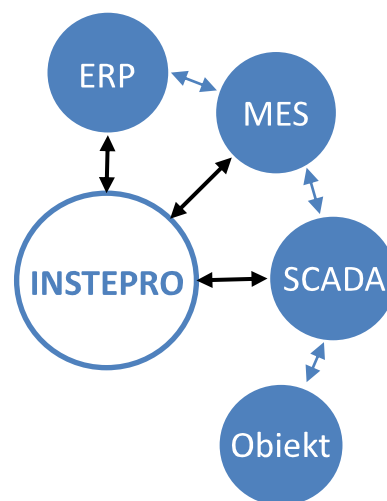 ERP
MES
INSTEPRO
SCADA
Obiekt